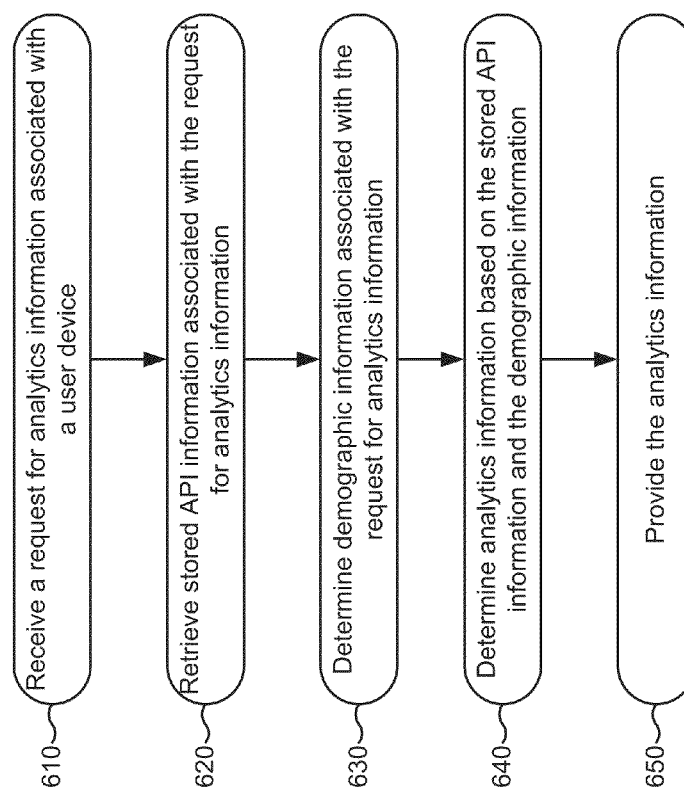 610
Receive a request for analytics information associated with
a user device
620
Retrieve stored API information associated with the request
for analytics information
630
Determine demographic information associated with the
request for analytics information
640
Determine analytics information based on the stored API
information and the demographic information
650
Provide the analytics information